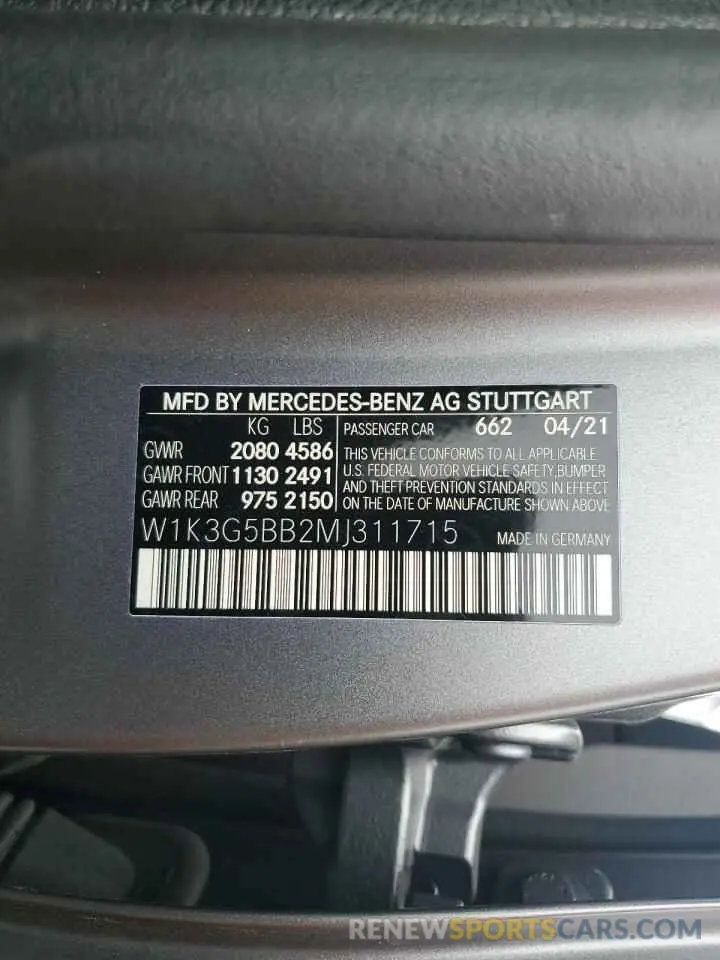 MFD BY MERCEDES-BENZ AG STUTTGART
KG LBS
GVWR 2080 4586
GAWR FRONT 1130 2491
GAWR REAR 975 2150
PASSENGER CAR 662 04/21
THIS VEHICLE CONFORMS TO ALL APPLICABLE
U.S. FEDERAL MOTOR VEHICLE SAFETY,BUMPER
AND THEFT PREVENTION STANDARDS IN EFFECT
ON THE DATE OF MANUFACTURE SHOWN ABOVE
W1K3G5BB2MJ311715 MADE IN GERMANY
RENEWSPORTSCARS.COM